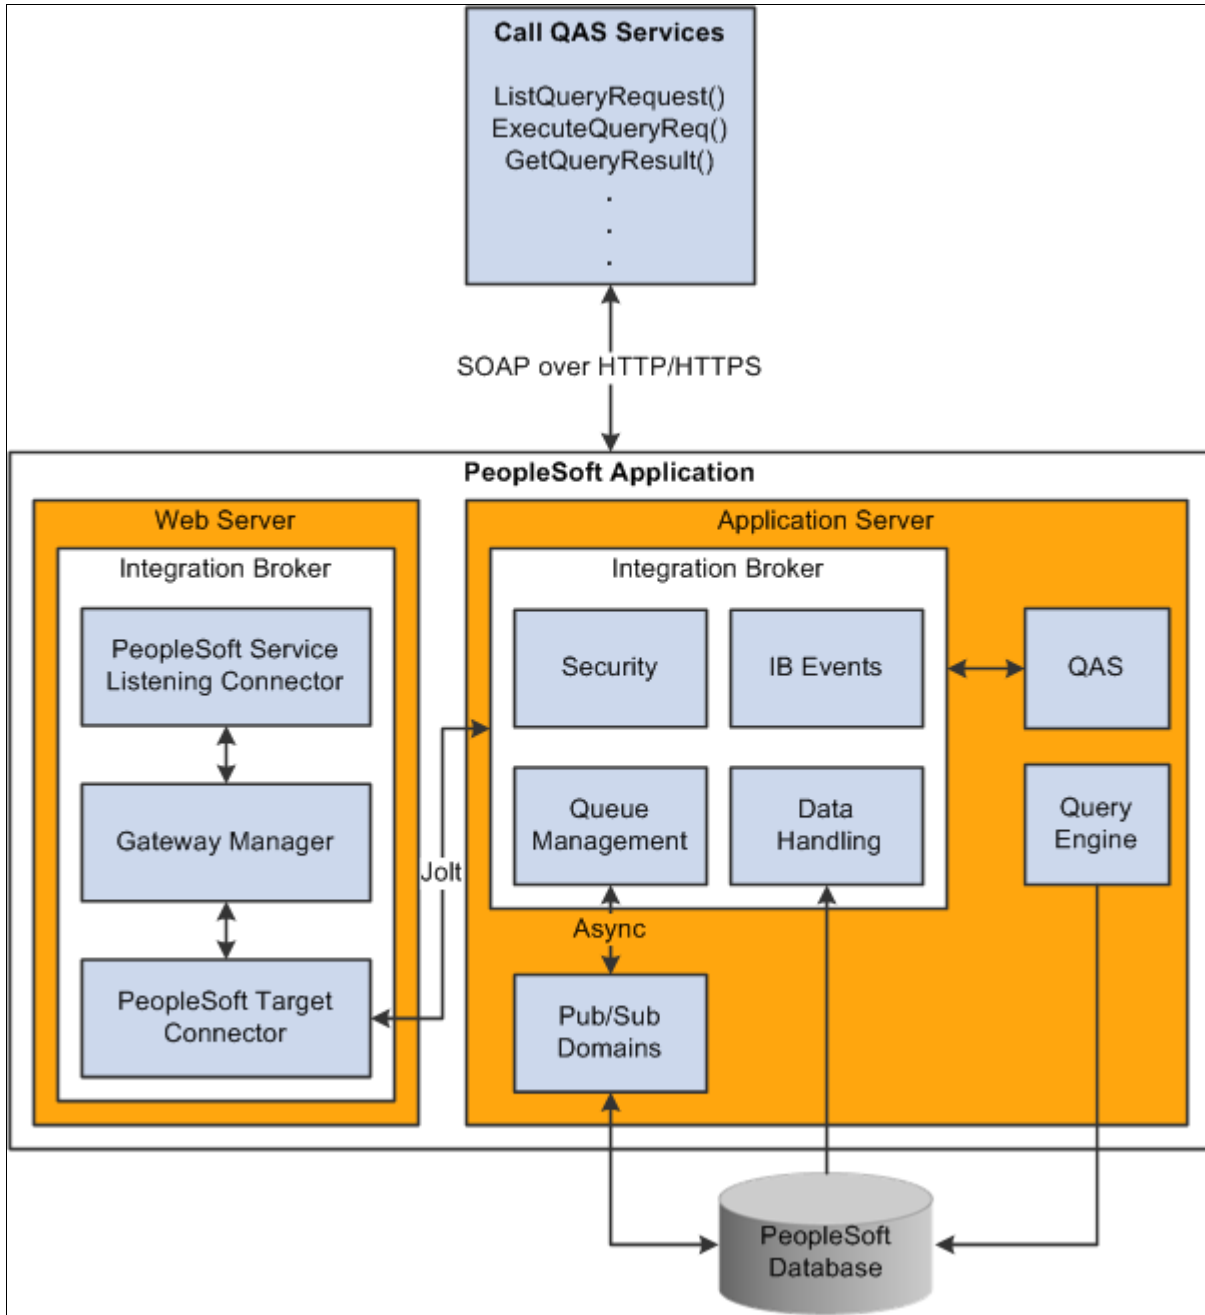 Call QAS Services
ListQueryRequest()
ExecuteQueryReq()
GetQueryResult()
.
.
.
SOAP over HTTP/HTTPS
PeopleSoft Application
Web Server
Integration Broker
PeopleSoft Service
Listening Connector
Gateway Manager
PeopleSoft Target
Connector
Jolt
Application Server
Integration Broker
Security
IB Events
QAS
Queue
Management
Data
Handling
Query
Engine
Async
Pub/Sub
Domains
PeopleSoft
Database